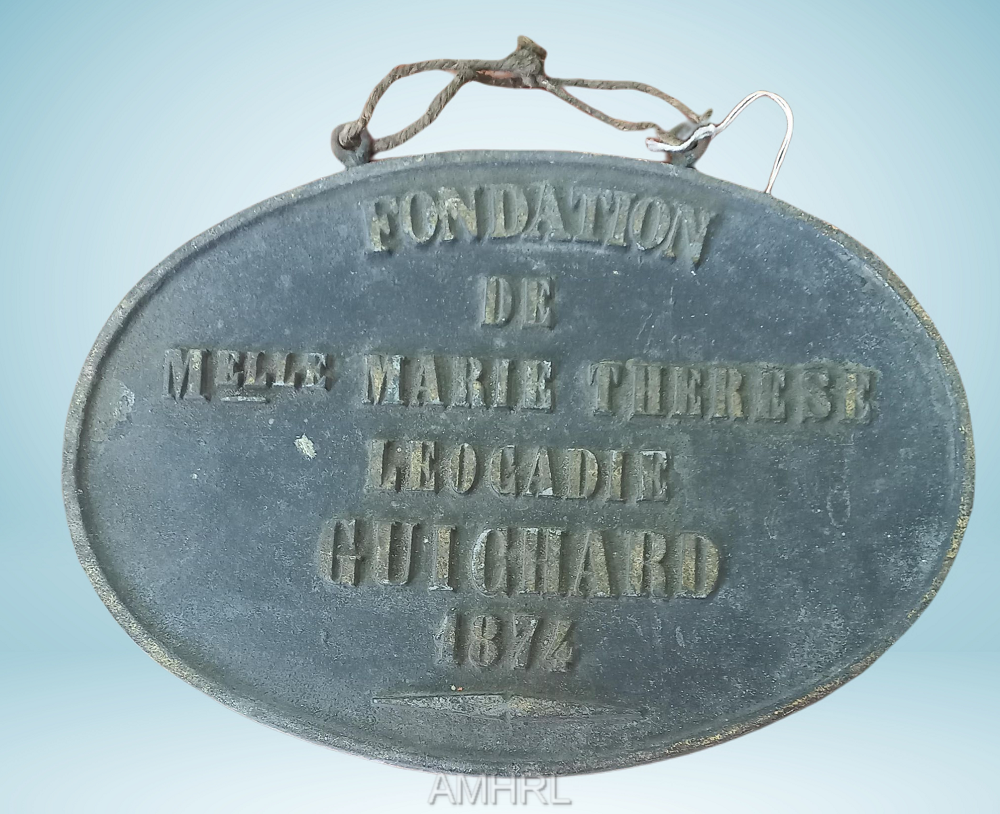 FONDATION
DE
MELLE MARIE THERESE
LEOCADIE
GUICHARD
1874
AMHRL